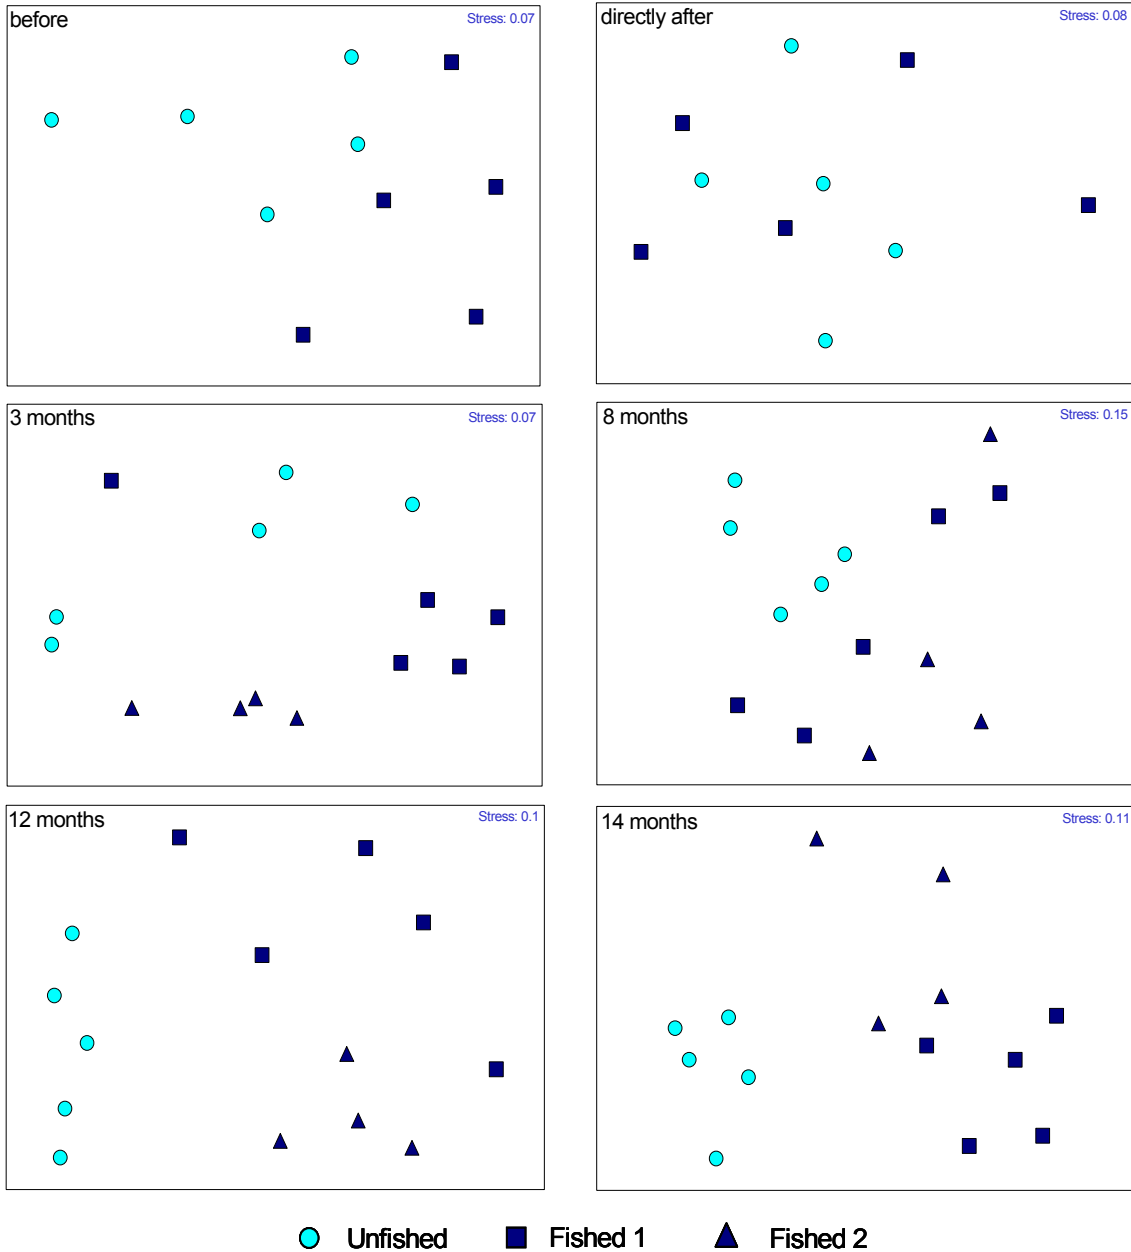 before
Stress: 0.07
directly after
Stress: 0.08
3 months
Stress: 0.07
8 months
Stress: 0.15
12 months
Stress: 0.1
14 months
Stress: 0.11
Unfished
Fished 1
Fished 2